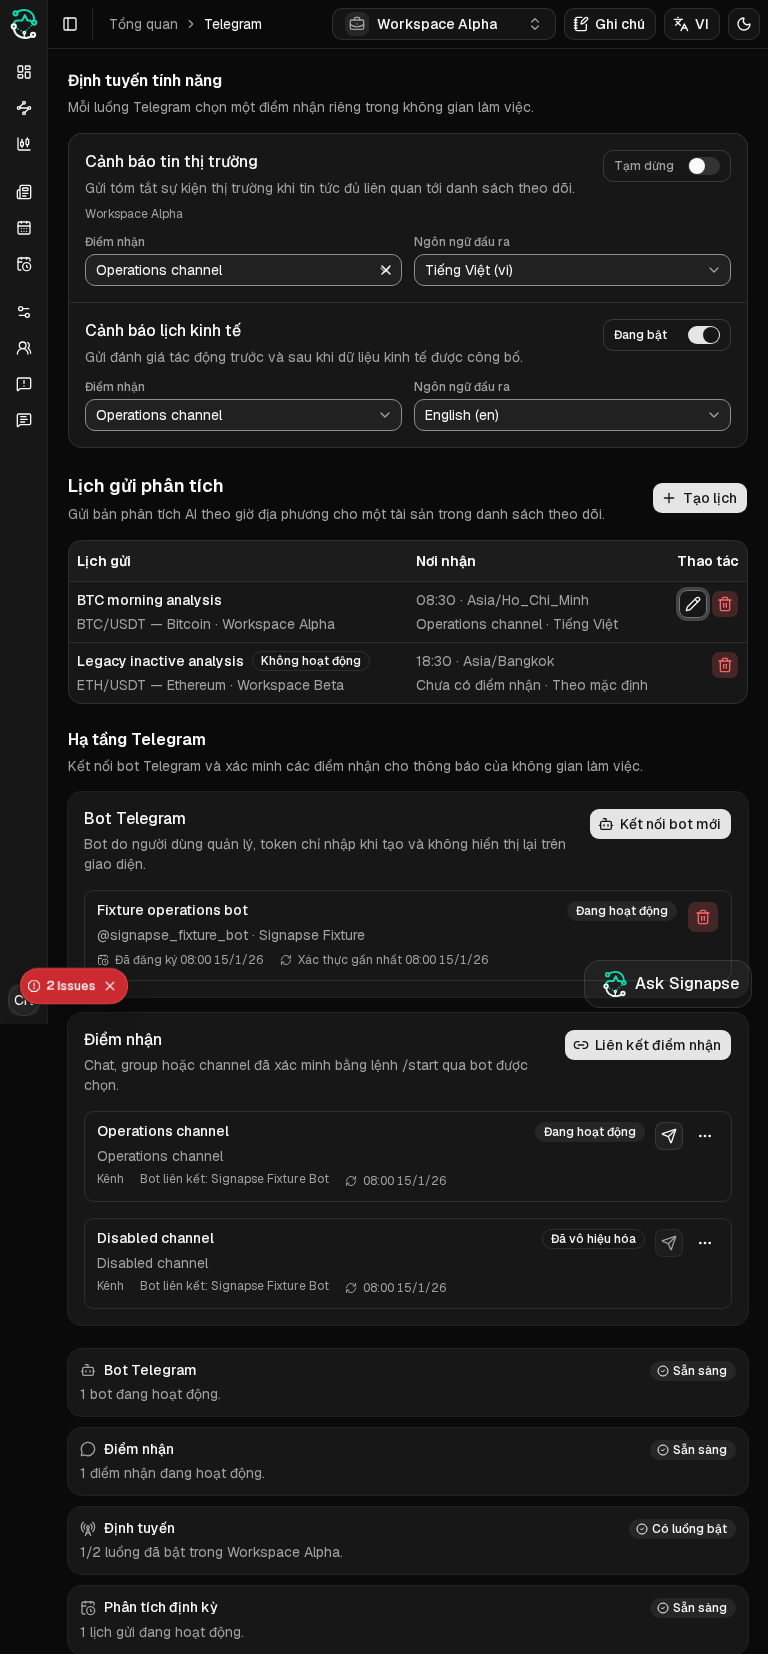 Tổng quan > Telegram
Workspace Alpha
Ghi chú
VI
Định tuyến tính năng
Mỗi luồng Telegram chọn một điểm nhận riêng trong không gian làm việc.
Cảnh báo tin thị trường
Tạm dừng
Gửi tóm tắt sự kiện thị trường khi tin tức đủ liên quan tới danh sách theo dõi.
Workspace Alpha
Điểm nhận
Ngôn ngữ đầu ra
Operations channel
Tiếng Việt (vi)
Cảnh báo lịch kinh tế
Đang bật
Gửi đánh giá tác động trước và sau khi dữ liệu kinh tế được công bố.
Điểm nhận
Ngôn ngữ đầu ra
Operations channel
English (en)
Lịch gửi phân tích
Tạo lịch
Gửi bản phân tích AI theo giờ địa phương cho một tài sản trong danh sách theo dõi.
Lịch gửi
Nơi nhận
Thao tác
BTC morning analysis
08:30 · Asia/Ho_Chi_Minh
BTC/USDT — Bitcoin · Workspace Alpha
Operations channel · Tiếng Việt
Legacy inactive analysis
Không hoạt động
18:30 · Asia/Bangkok
ETH/USDT — Ethereum · Workspace Beta
Chưa có điểm nhận · Theo mặc định
Hạ tầng Telegram
Kết nối bot Telegram và xác minh các điểm nhận cho thông báo của không gian làm việc.
Bot Telegram
Kết nối bot mới
Bot do người dùng quản lý, token chỉ nhập khi tạo và không hiển thị lại trên
giao diện.
Fixture operations bot
Đang hoạt động
@signapse_fixture_bot · Signapse Fixture
Đã đăng ký 08:00 15/1/26
Xác thực gần nhất 08:00 15/1/26
2 Issues
Ask Signapse
Điểm nhận
Liên kết điểm nhận
Chat, group hoặc channel đã xác minh bằng lệnh /start qua bot được
chọn.
Operations channel
Đang hoạt động
Operations channel
Kênh
Bot liên kết: Signapse Fixture Bot
08:00 15/1/26
Disabled channel
Đã vô hiệu hóa
Disabled channel
Kênh
Bot liên kết: Signapse Fixture Bot
08:00 15/1/26
Bot Telegram
Sẵn sàng
1 bot đang hoạt động.
Điểm nhận
Sẵn sàng
1 điểm nhận đang hoạt động.
Định tuyến
Có luồng bật
1/2 luồng đã bật trong Workspace Alpha.
Phân tích định kỳ
Sẵn sàng
1 lịch gửi đang hoạt động.